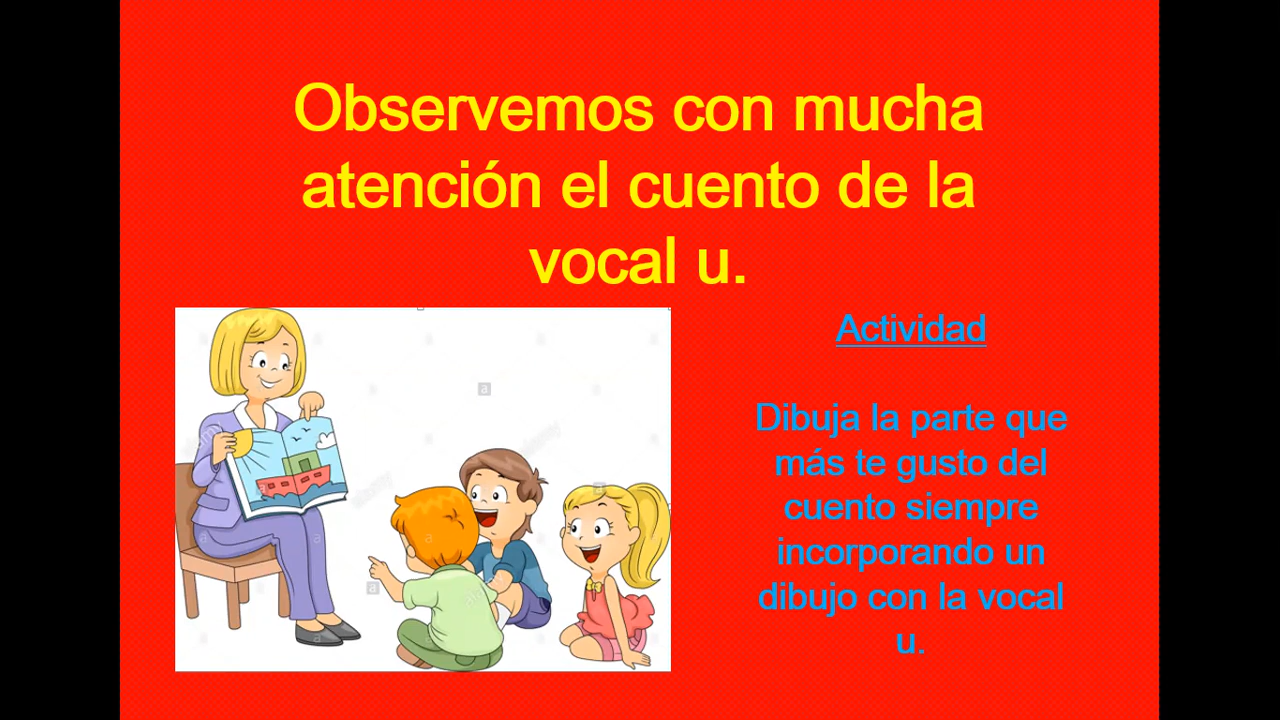 Observemos con mucha
atención el cuento de la
vocal u.
Actividad
Dibuja la parte que
más te gusto del
cuento siempre
incorporando un
dibujo con la vocal
u.